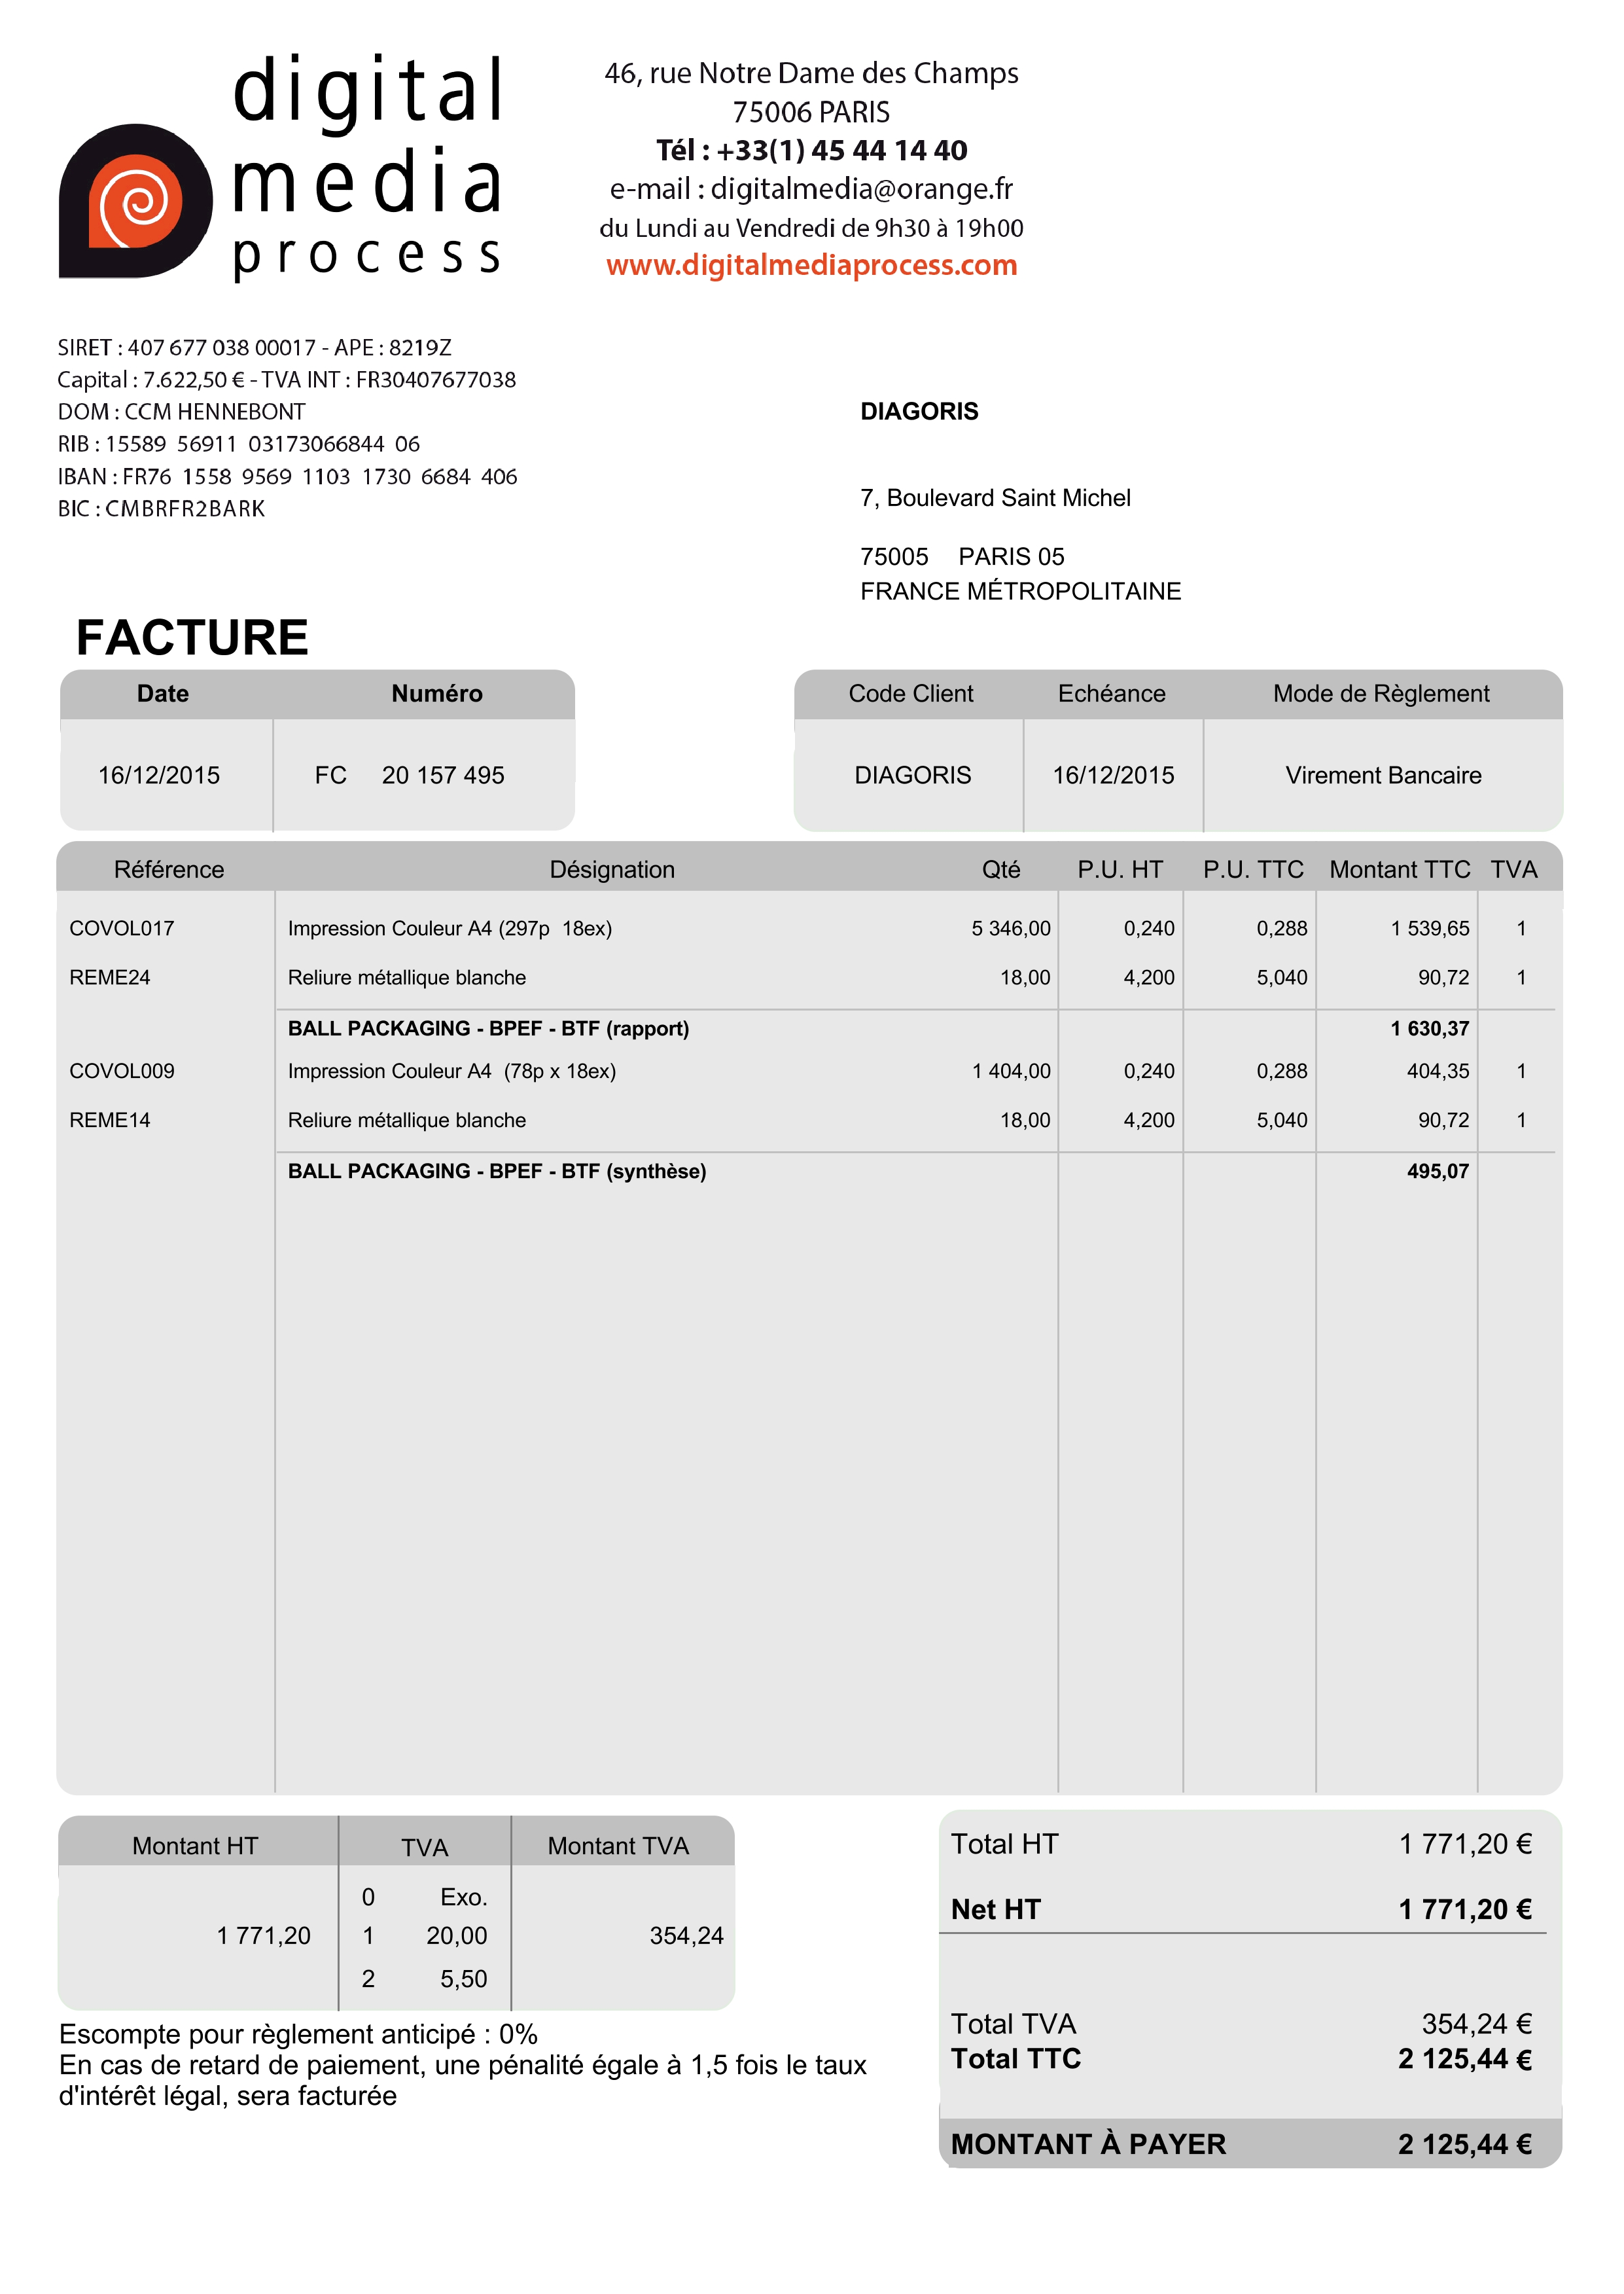 digital
media
process
46, rue Notre Dame des Champs
75006 PARIS
Tél : +33(1) 45 44 14 40
e-mail : digitalmedia@orange.fr
du Lundi au Vendredi de 9h30 à 19h00
www.digitalmediaprocess.com
SIRET : 407 677 038 00017 - APE : 8219Z
Capital : 7.622,50 € - TVA INT : FR30407677038
DOM : CCM HENNEBONT
RIB : 15589 56911 03173066844 06
IBAN : FR76 1558 9569 1103 1730 6684 406
BIC : CMBRFR2BARK
DIAGORIS
7, Boulevard Saint Michel
75005 PARIS 05
FRANCE MÉTROPOLITAINE
FACTURE
Date Numéro
16/12/2015 FC 20 157 495
Code Client Echéance Mode de Règlement
DIAGORIS 16/12/2015 Virement Bancaire
Référence Désignation Qté P.U. HT P.U. TTC Montant TTC TVA
COVOL017 Impression Couleur A4 (297p 18ex) 5 346,00 0,240 0,288 1 539,65 1
REME24 Reliure métallique blanche 18,00 4,200 5,040 90,72 1
BALL PACKAGING - BPEF - BTF (rapport) 1 630,37
COVOL009 Impression Couleur A4 (78p x 18ex) 1 404,00 0,240 0,288 404,35 1
REME14 Reliure métallique blanche 18,00 4,200 5,040 90,72 1
BALL PACKAGING - BPEF - BTF (synthèse) 495,07
Montant HT TVA Montant TVA
0 Exo.
1 771,20 1 20,00 354,24
2 5,50
Escompte pour règlement anticipé : 0%
En cas de retard de paiement, une pénalité égale à 1,5 fois le taux
d'intérêt légal, sera facturée
Total HT 1 771,20 €
Net HT 1 771,20 €
Total TVA 354,24 €
Total TTC 2 125,44 €
MONTANT À PAYER 2 125,44 €